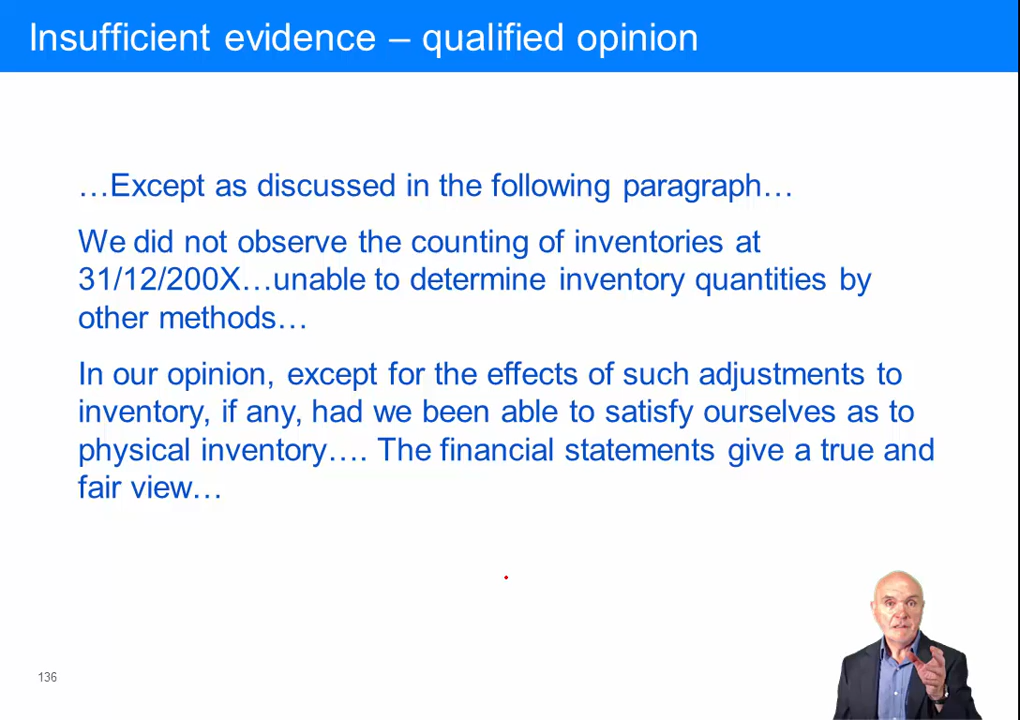 Insufficient evidence – qualified opinion
…Except as discussed in the following paragraph…
We did not observe the counting of inventories at
31/12/200X…unable to determine inventory quantities by
other methods…
In our opinion, except for the effects of such adjustments to
inventory, if any, had we been able to satisfy ourselves as to
physical inventory…. The financial statements give a true and
fair view…
136